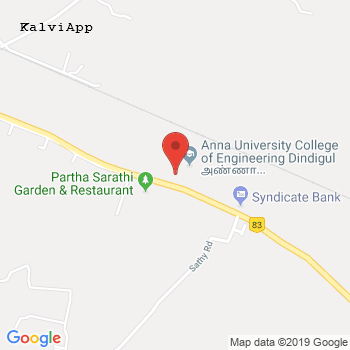 KalviApp
Anna University College
of Engineering Dindigul
அண்ணா...
Partha Sarathi
Garden & Restaurant
Syndicate Bank
83
Sathy Rd
Google
Map data ©2019 Google